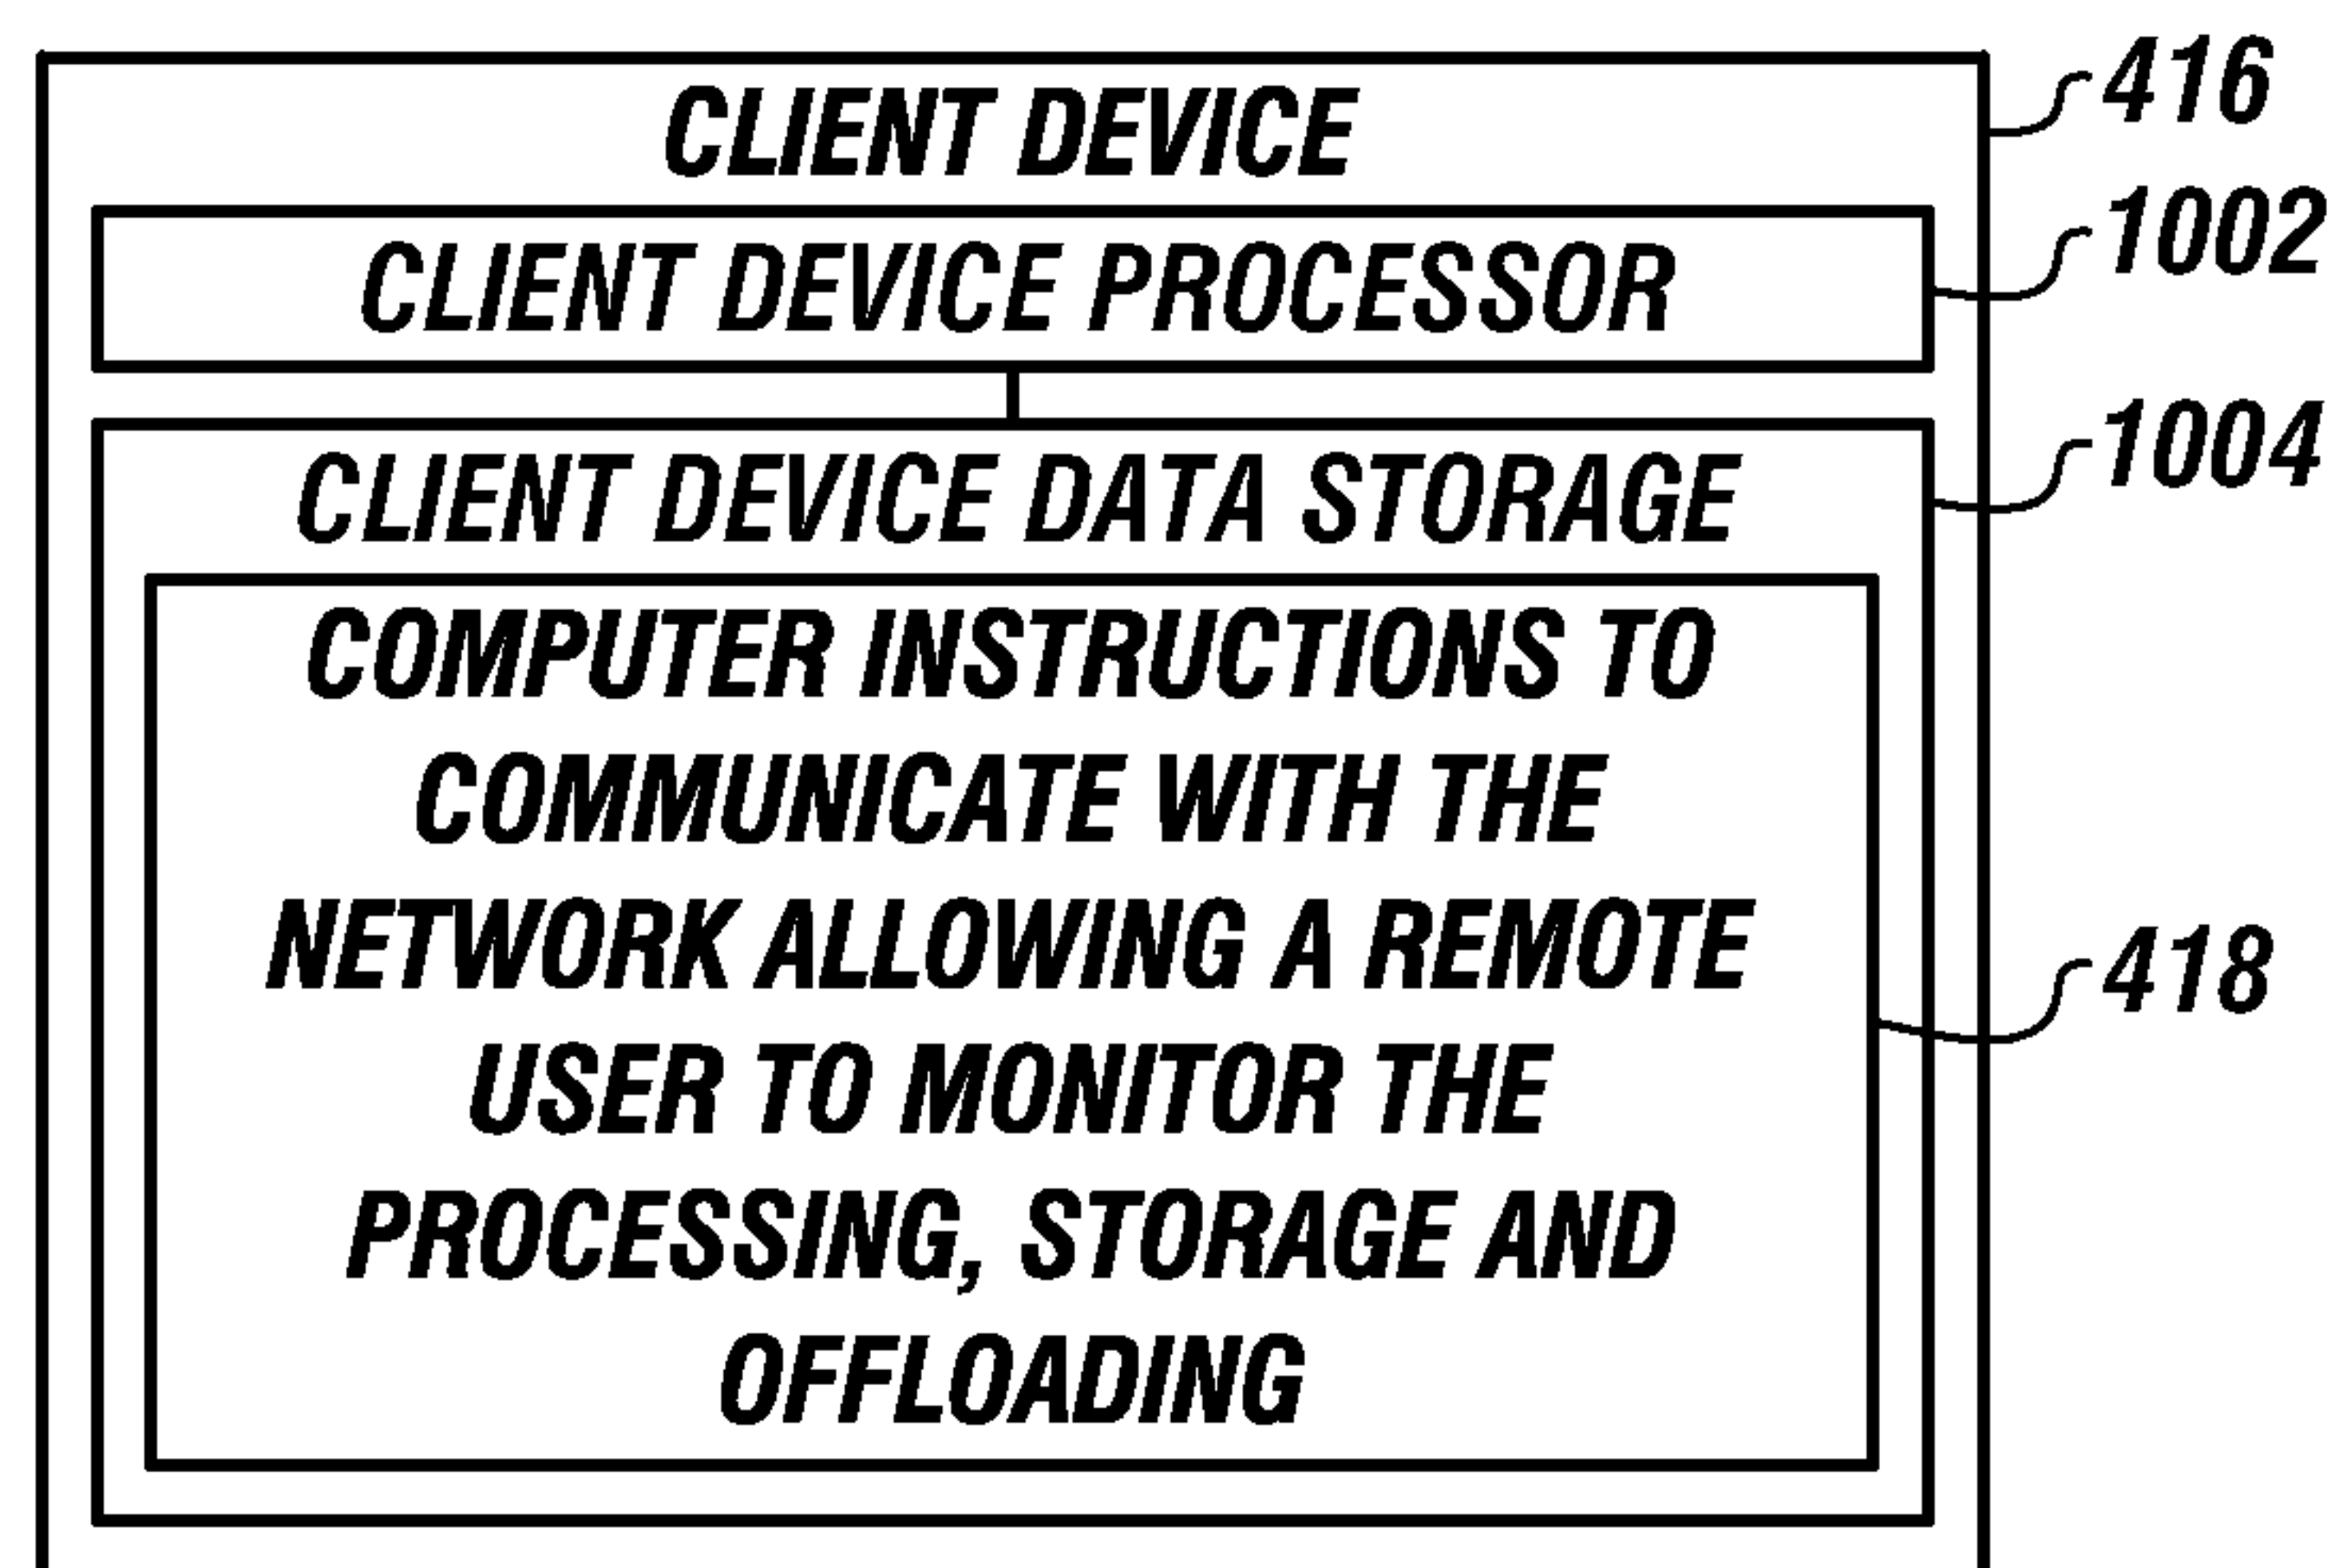 CLIENT DEVICE
416
CLIENT DEVICE PROCESSOR
1002
CLIENT DEVICE DATA STORAGE
1004
COMPUTER INSTRUCTIONS TO
COMMUNICATE WITH THE
NETWORK ALLOWING A REMOTE
USER TO MONITOR THE
PROCESSING, STORAGE AND
OFFLOADING
418